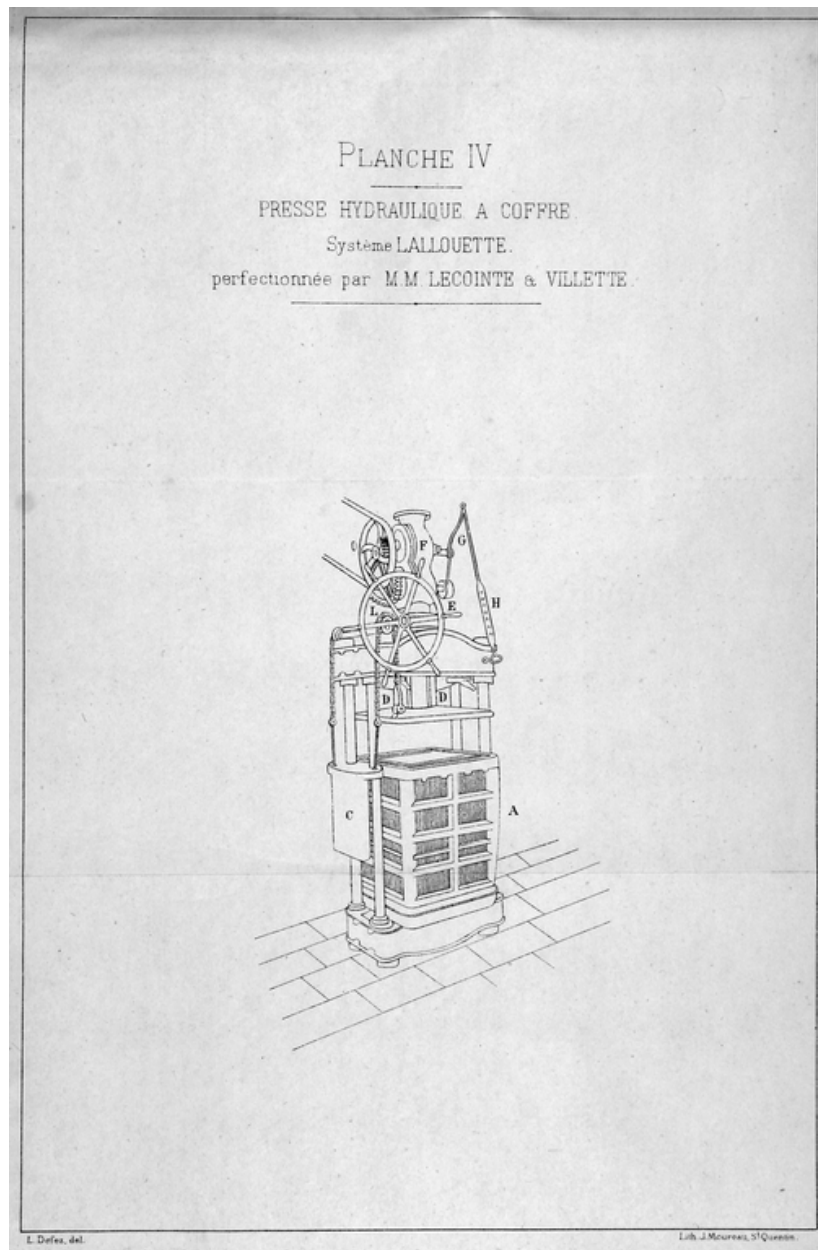 PLANCHE IV
PRESSE HYDRAULIQUE A COFFRE.
Système LALLOUETTE.
perfectionnée par M.M. LECOINTE & VILLETTE.
F
G
E
H
L
D
D
C
A
L. Defez, del.
Lith. J. Moureau, St Quentin.